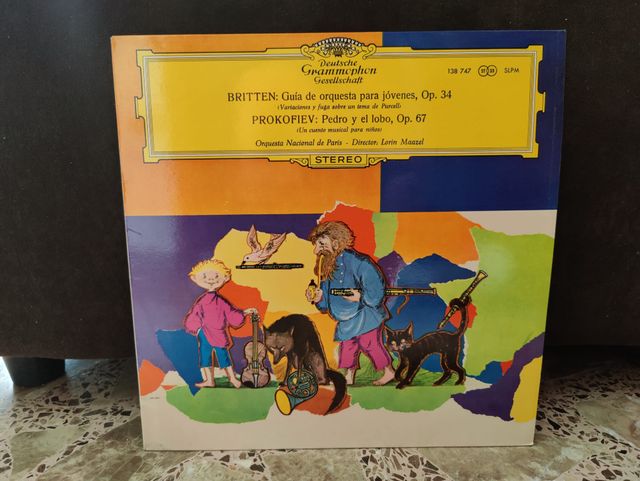 Deutsche
Grammophon
Gesellschaft
138 747 33 SLPM
BRITTEN: Guía de orquesta para jóvenes, Op. 34
(Variaciones y fuga sobre un tema de Purcell)
PROKOFIEV: Pedro y el lobo, Op. 67
(Un cuento musical para niños)
Orquesta Nacional de París - Director: Lorin Maazel
STEREO